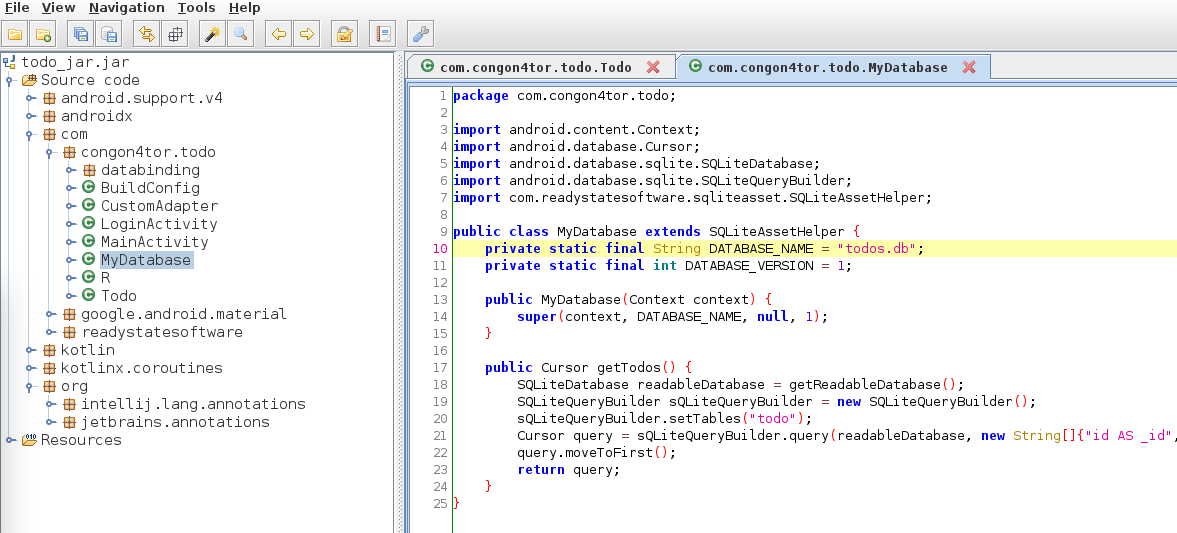 File View Navigation Tools Help
todo_jar.jar
Source code
android.support.v4
androidx
com
congon4tor.todo
databinding
BuildConfig
CustomAdapter
LoginActivity
MainActivity
MyDatabase
R
Todo
google.android.material
readystatesoftware
kotlin
kotlinx.coroutines
org
intellij.lang.annotations
jetbrains.annotations
Resources
com.congon4tor.todo.Todo com.congon4tor.todo.MyDatabase
1 package com.congon4tor.todo;
2
3 import android.content.Context;
4 import android.database.Cursor;
5 import android.database.sqlite.SQLiteDatabase;
6 import android.database.sqlite.SQLiteQueryBuilder;
7 import com.readystatesoftware.sqliteasset.SQLiteAssetHelper;
8
9 public class MyDatabase extends SQLiteAssetHelper {
10 private static final String DATABASE_NAME = "todos.db";
11 private static final int DATABASE_VERSION = 1;
12
13 public MyDatabase(Context context) {
14 super(context, DATABASE_NAME, null, 1);
15 }
16
17 public Cursor getTodos() {
18 SQLiteDatabase readableDatabase = getReadableDatabase();
19 SQLiteQueryBuilder sQLiteQueryBuilder = new SQLiteQueryBuilder();
20 sQLiteQueryBuilder.setTables("todo");
21 Cursor query = sQLiteQueryBuilder.query(readableDatabase, new String[]{"id AS _id",
22 query.moveToFirst();
23 return query;
24 }
25 }